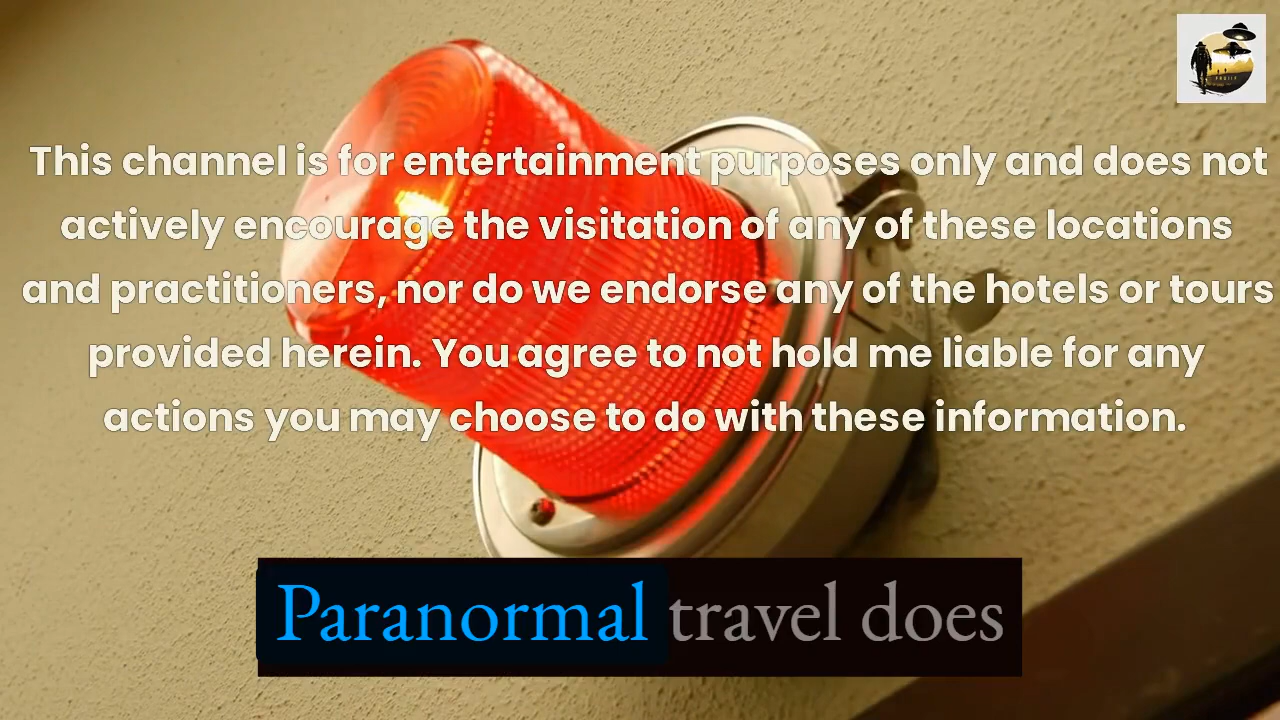 This channel is for entertainment purposes only and does not
actively encourage the visitation of any of these locations
and practitioners, nor do we endorse any of the hotels or tours
provided herein. You agree to not hold me liable for any
actions you may choose to do with these information.
Paranormal travel does